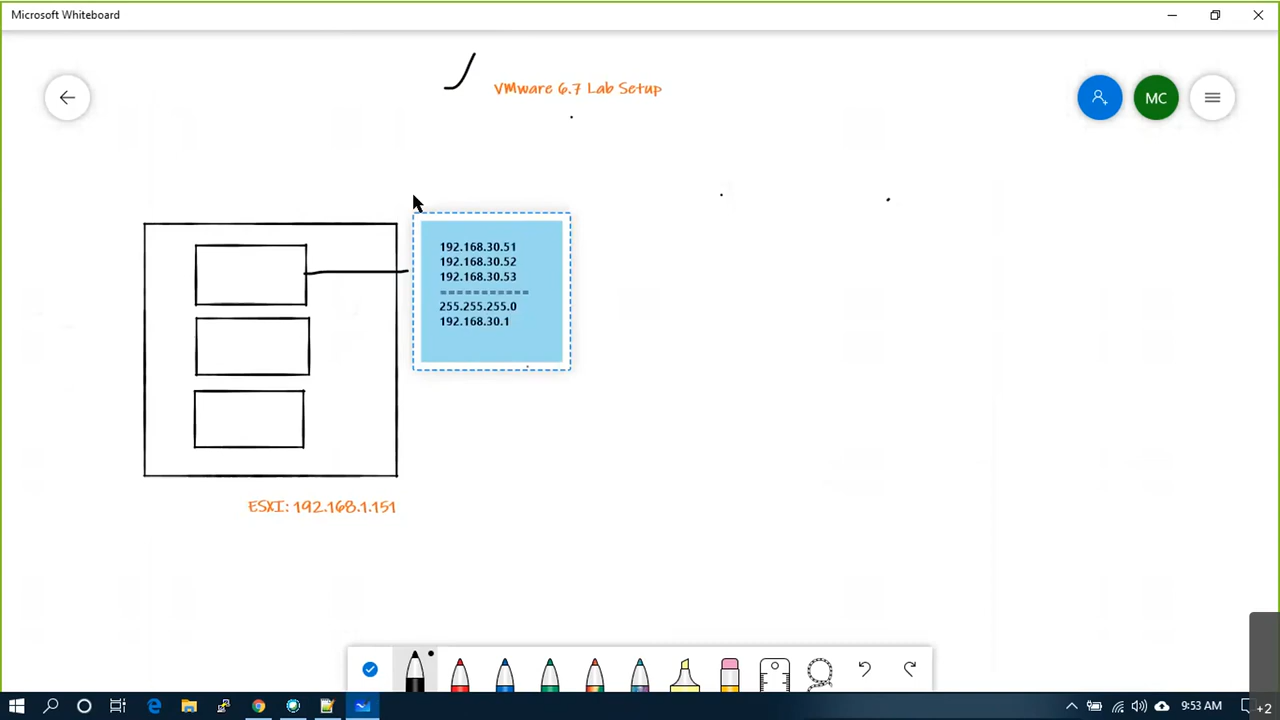 Microsoft Whiteboard
VMware 6.7 Lab Setup
MC
192.168.30.51
192.168.30.52
192.168.30.53
===========
255.255.255.0
192.168.30.1
ESXI: 192.168.1.151
9:53 AM
+2